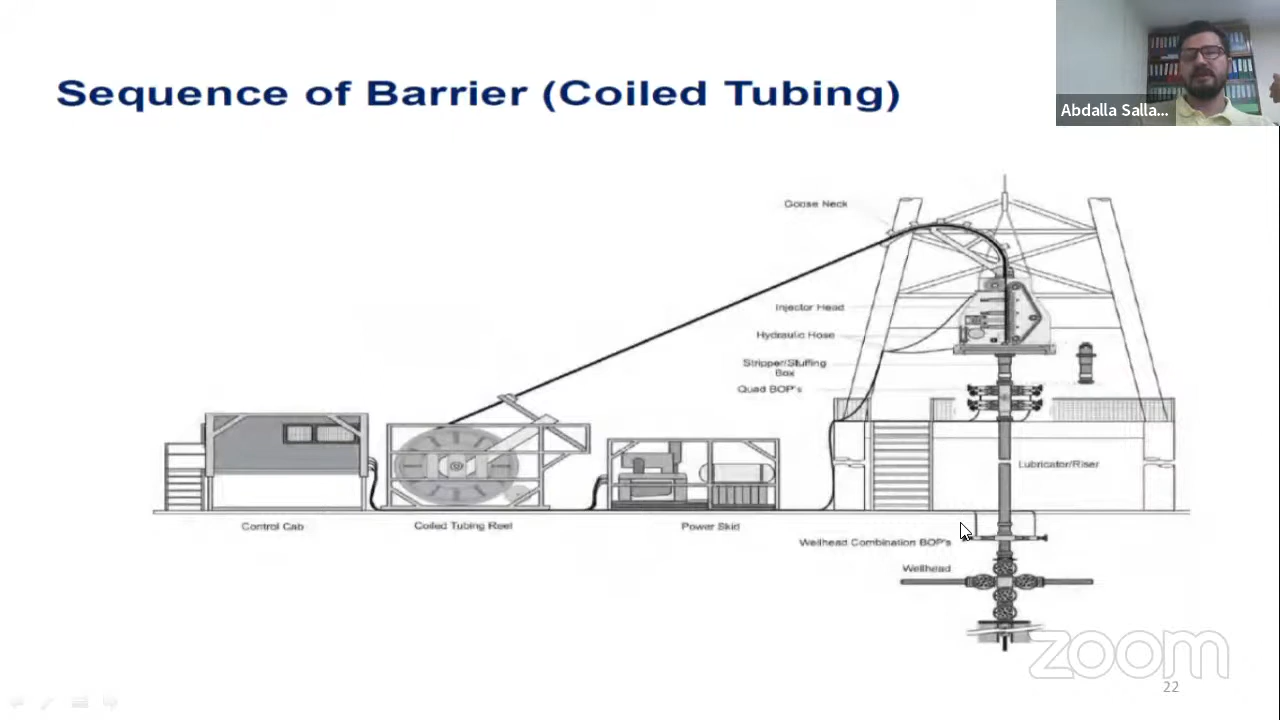 Abdalla Salla...
Sequence of Barrier (Coiled Tubing)
Goose Neck
Injector Head
Hydraulic Hose
Stripper/Stuffing
Box
Quad BOP's
Lubricator/Riser
Control Cab
Coiled Tubing Reel
Power Skid
Wellhead Combination BOP's
Wellhead
zoom
22